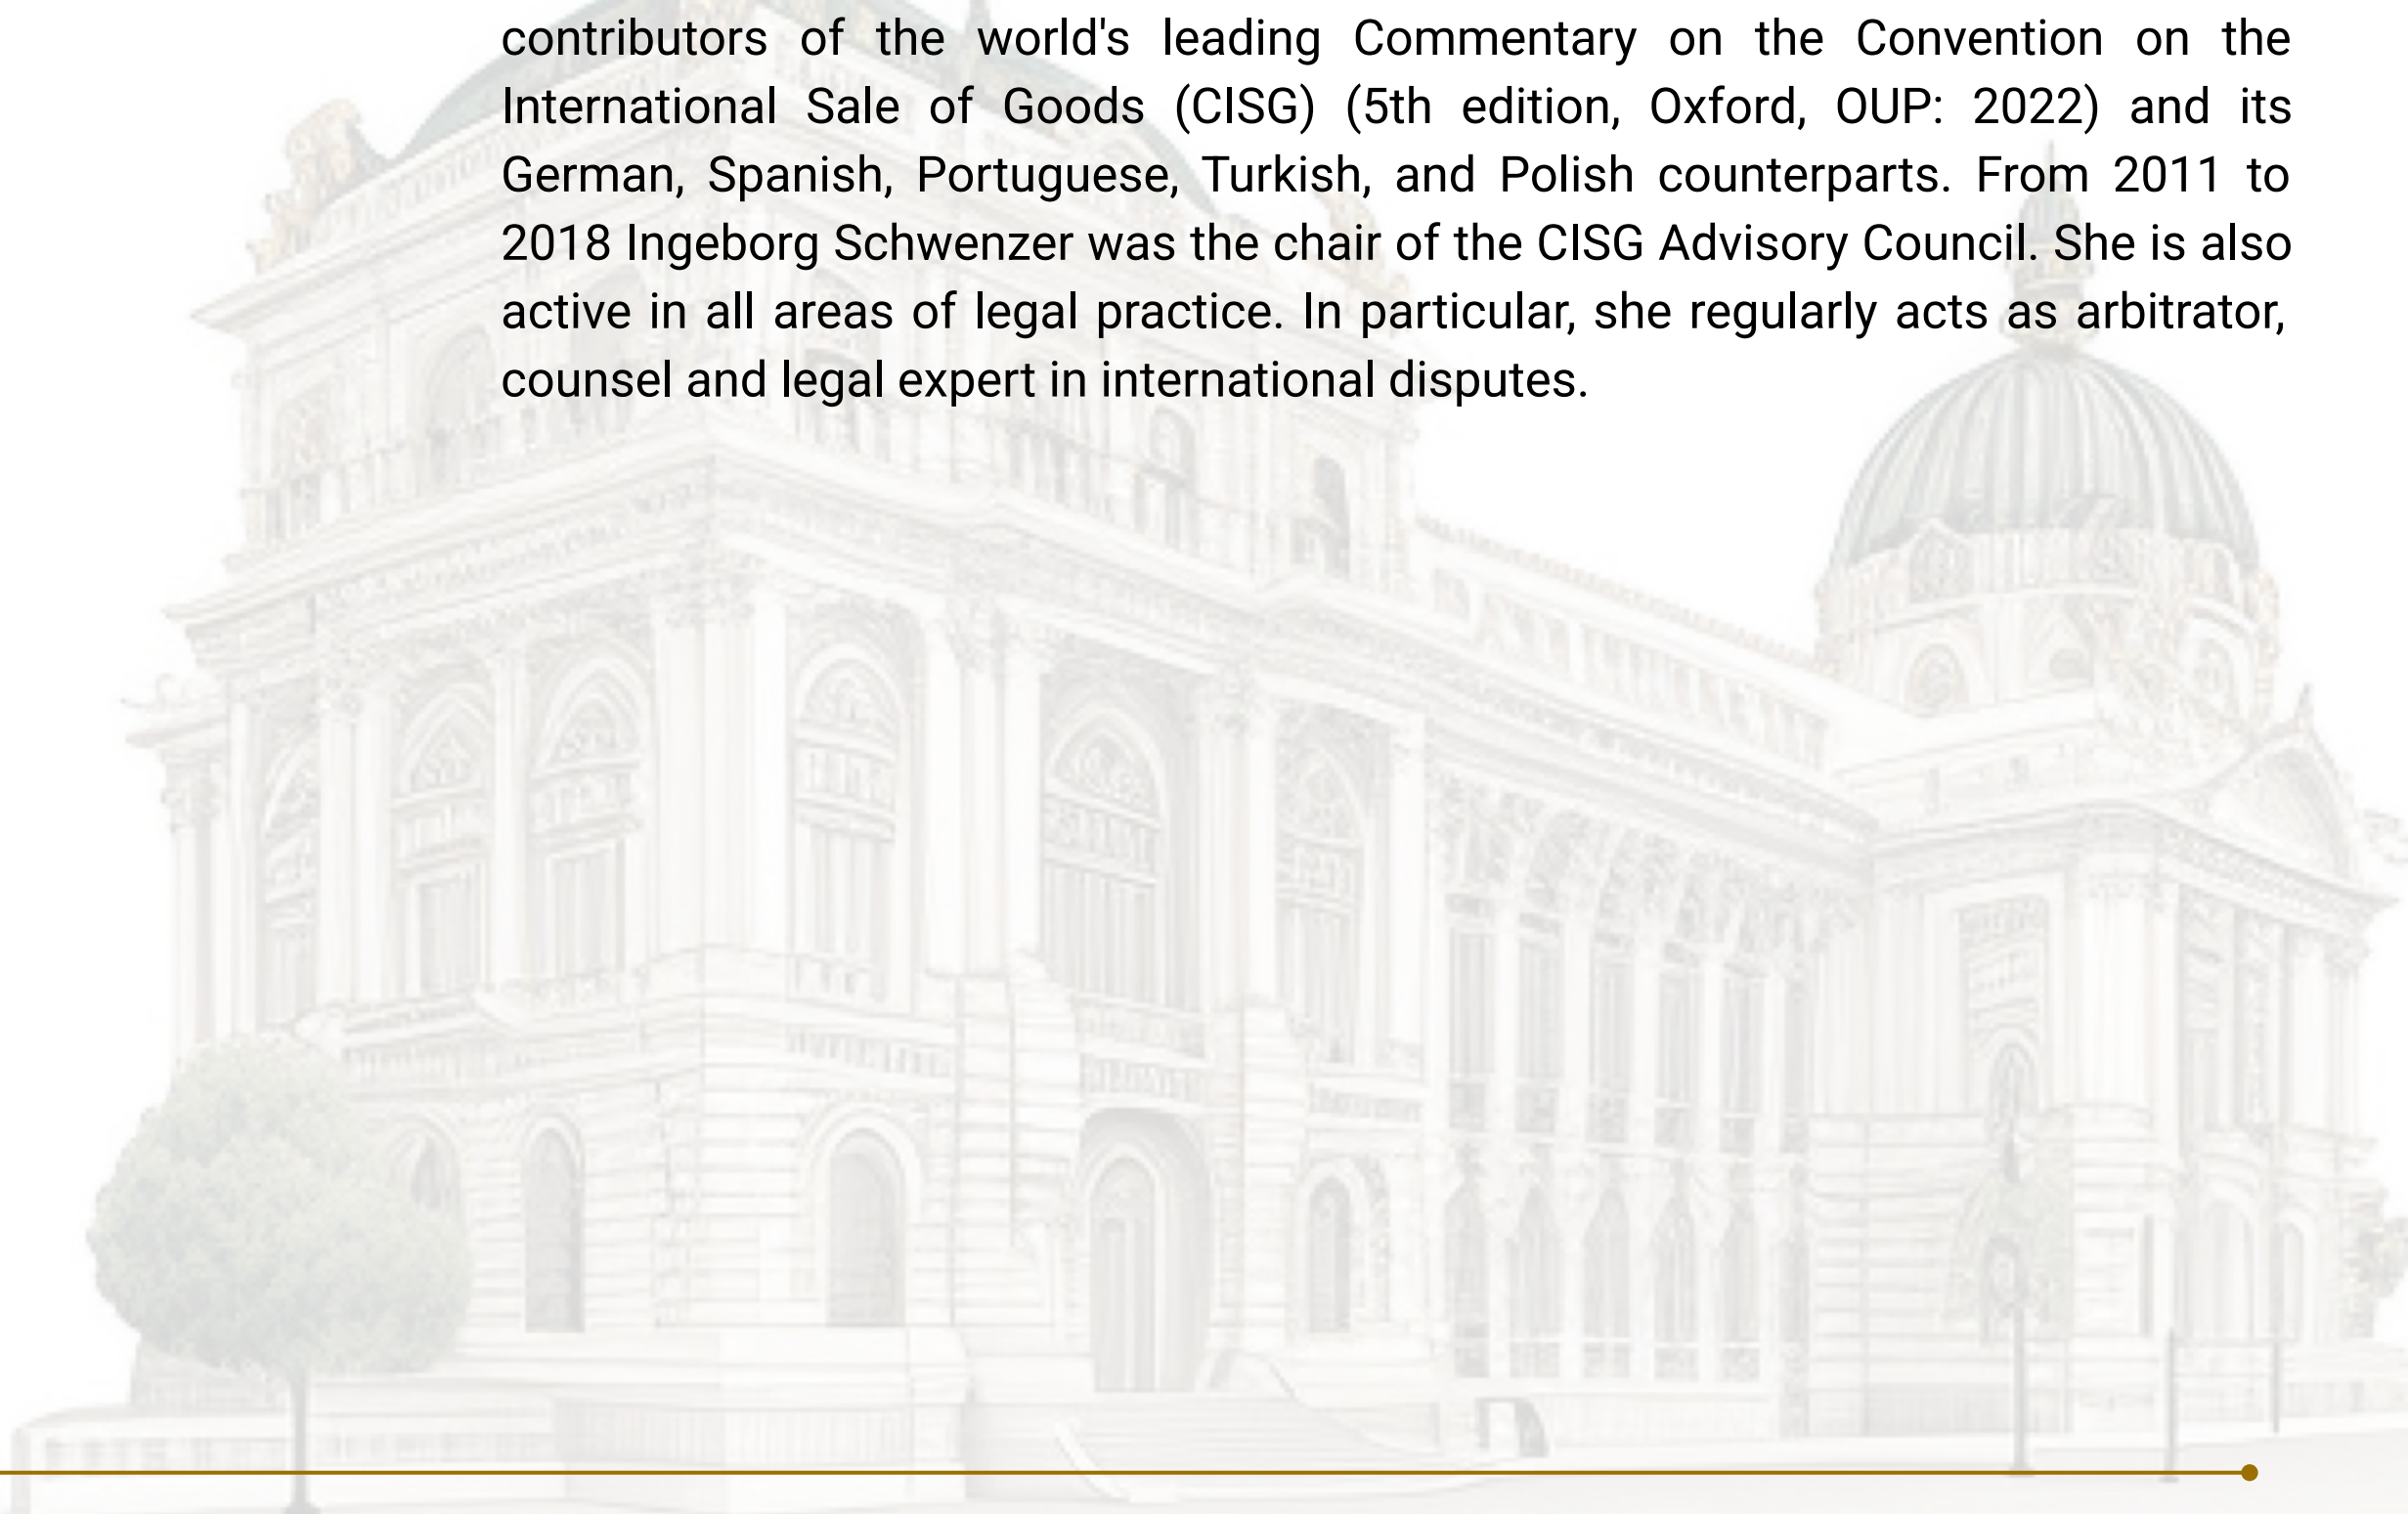 contributors of the world's leading Commentary on the Convention on the
International Sale of Goods (CISG) (5th edition, Oxford, OUP: 2022) and its
German, Spanish, Portuguese, Turkish, and Polish counterparts. From 2011 to
2018 Ingeborg Schwenzer was the chair of the CISG Advisory Council. She is also
active in all areas of legal practice. In particular, she regularly acts as arbitrator,
counsel and legal expert in international disputes.